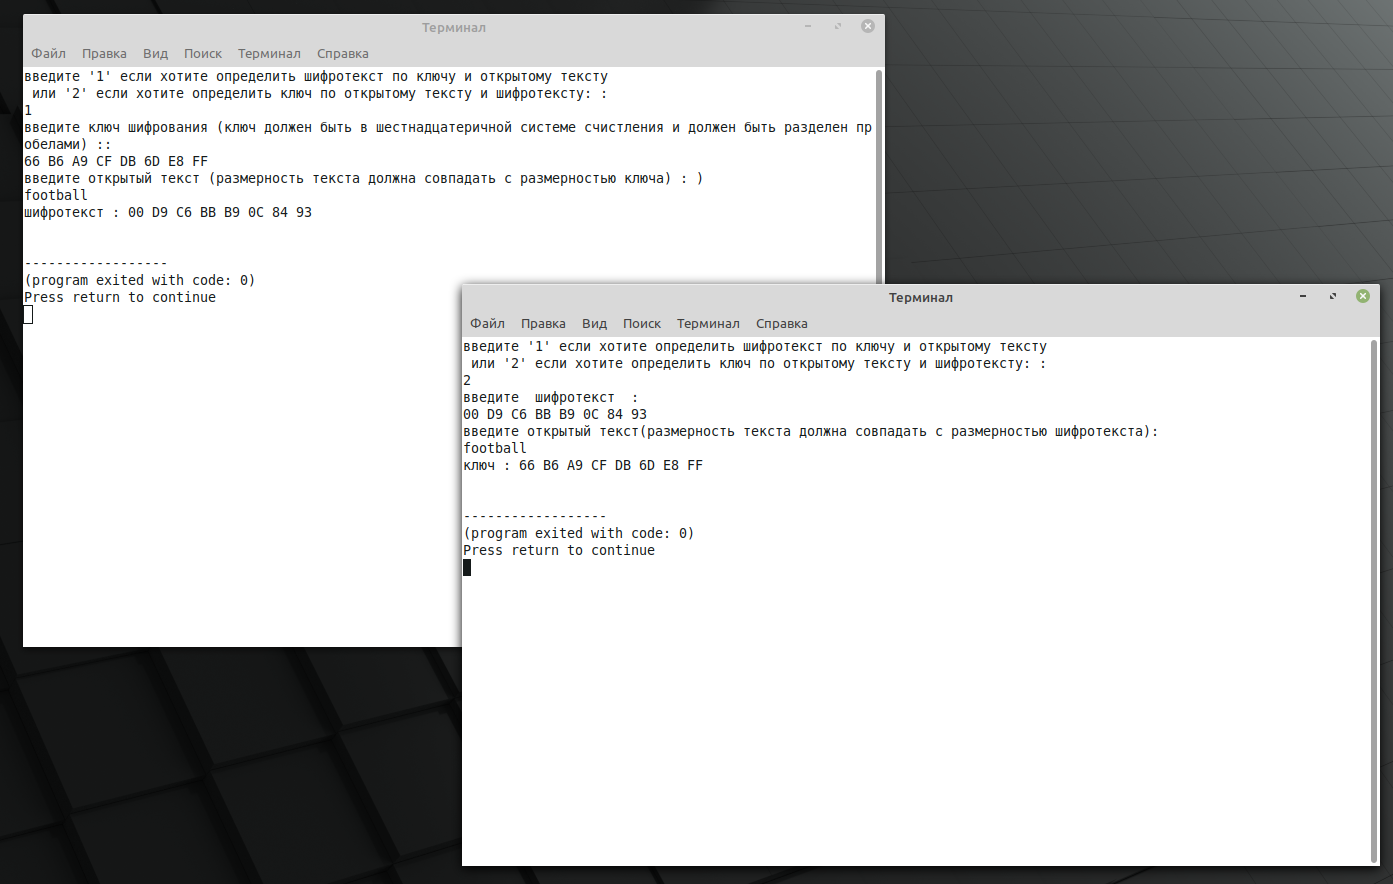 Терминал
Файл Правка Вид Поиск Терминал Справка
введите '1' если хотите определить шифротекст по ключу и открытому тексту
или '2' если хотите определить ключ по открытому тексту и шифротексту: :
1
введите ключ шифрования (ключ должен быть в шестнадцатеричной системе счистления и должен быть разделен пр
обелами) ::
66 B6 A9 CF DB 6D E8 FF
введите открытый текст (размерность текста должна совпадать с размерностью ключа) : )
football
шифротекст : 00 D9 C6 BB B9 0C 84 93
------------------
(program exited with code: 0)
Press return to continue
Терминал
Файл Правка Вид Поиск Терминал Справка
введите '1' если хотите определить шифротекст по ключу и открытому тексту
или '2' если хотите определить ключ по открытому тексту и шифротексту: :
2
введите  шифротекст  :
00 D9 C6 BB B9 0C 84 93
введите открытый текст(размерность текста должна совпадать с размерностью шифротекста):
football
ключ : 66 B6 A9 CF DB 6D E8 FF
------------------
(program exited with code: 0)
Press return to continue